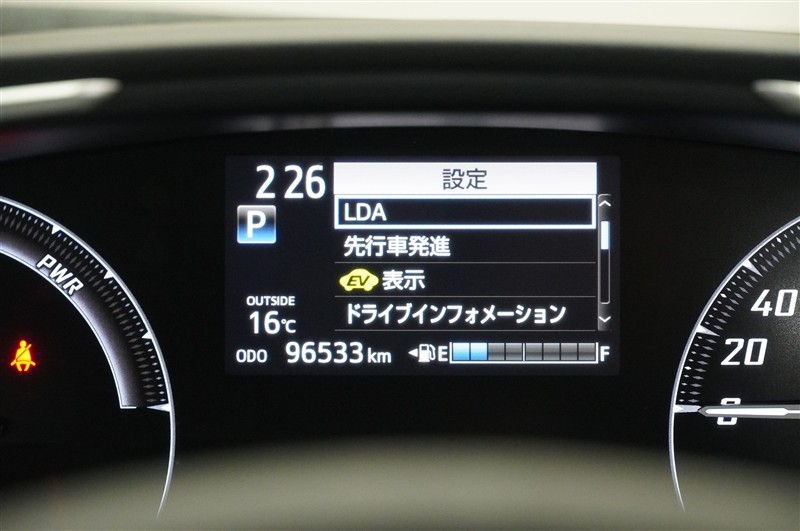 2 26
設定
P
LDA
先行車発進
EV 表示
ドライブインフォメーション
OUTSIDE
16℃
ODO 96533 km
E F
PWR
40
20
0